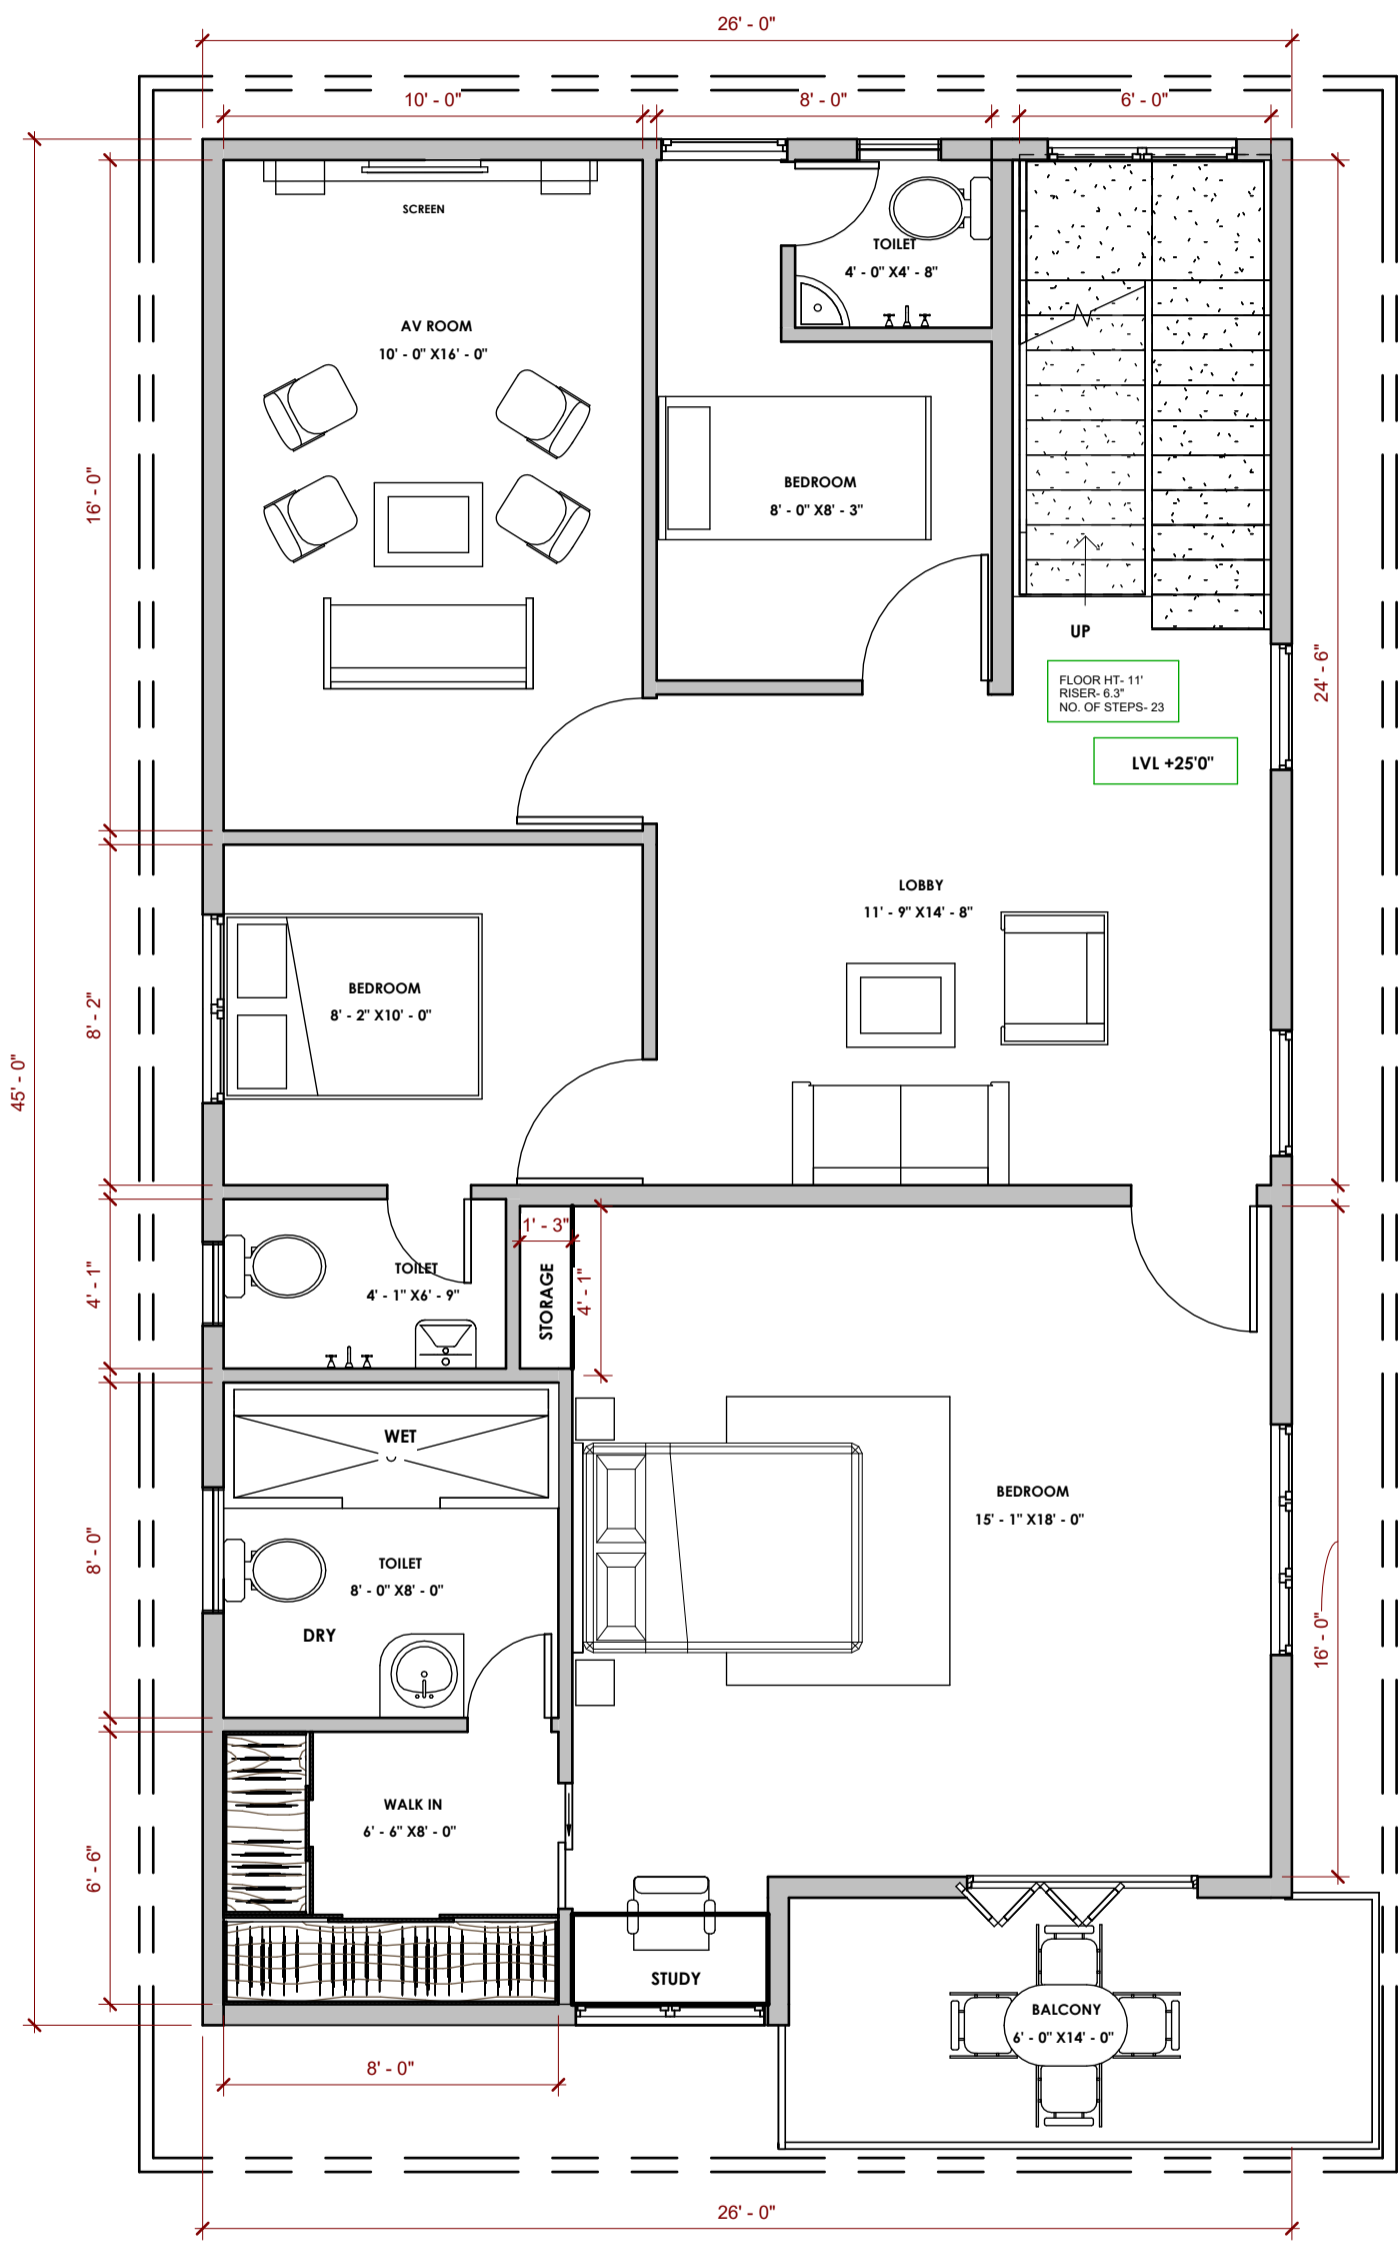 26' - 0"
10' - 0"
8' - 0"
6' - 0"
SCREEN
TOILET
4' - 0" X4' - 8"
AV ROOM
10' - 0" X16' - 0"
16' - 0"
BEDROOM
8' - 0" X8' - 3"
UP
FLOOR HT- 11'
RISER- 6.3"
NO. OF STEPS- 23
24' - 6"
LVL +25'0"
LOBBY
11' - 9" X14' - 8"
BEDROOM
8' - 2" X10' - 0"
8' - 2"
45' - 0"
1' - 3"
STORAGE
4' - 1"
TOILET
4' - 1" X6' - 9"
4' - 1"
WET
BEDROOM
15' - 1" X18' - 0"
TOILET
8' - 0" X8' - 0"
8' - 0"
DRY
16' - 0"
WALK IN
6' - 6" X8' - 0"
6' - 6"
STUDY
BALCONY
6' - 0" X14' - 0"
8' - 0"
26' - 0"